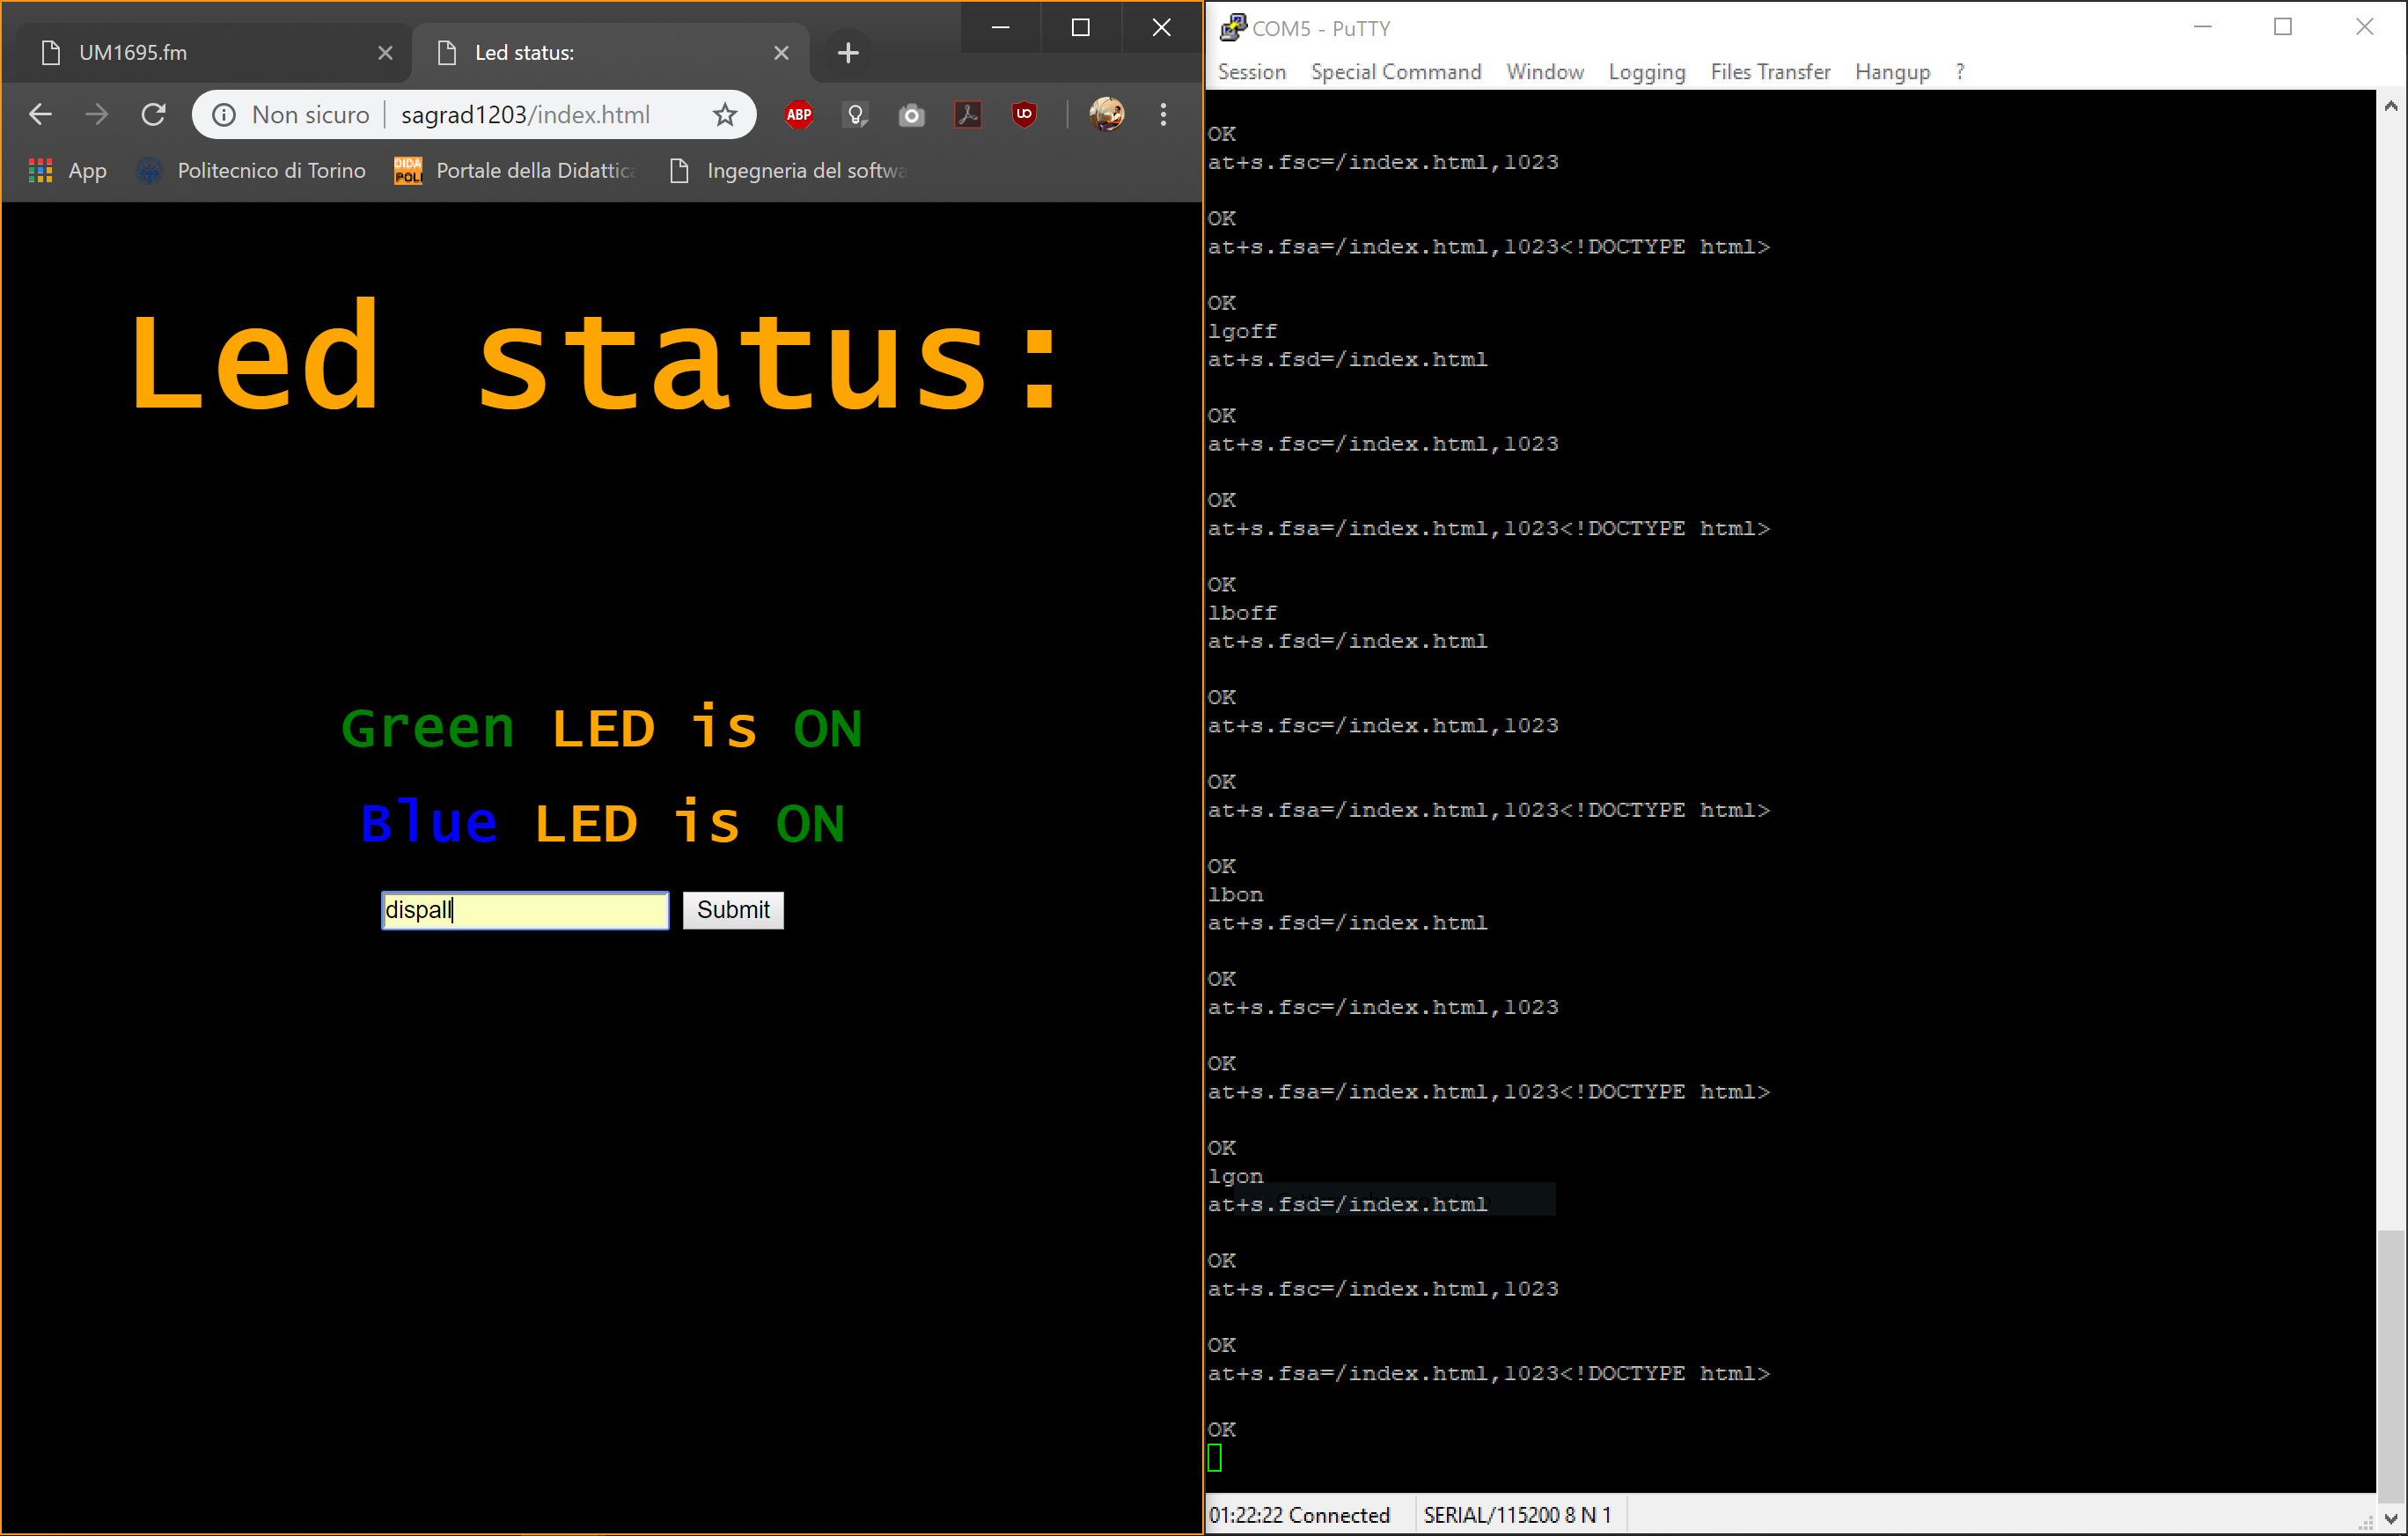 UM1695.fm
Led status:
Non sicuro
sagrad1203/index.html
ABP
App
Politecnico di Torino
DIDA
POLI
Portale della Didattica
Ingegneria del softwa
Led status:
Green LED is ON
Blue LED is ON
dispall
Submit
COM5 - PuTTY
Session Special Command Window Logging Files Transfer Hangup ?
OK
at+s.fsc=/index.html,1023
OK
at+s.fsa=/index.html,1023<!DOCTYPE html>
OK
lgoff
at+s.fsd=/index.html
OK
at+s.fsc=/index.html,1023
OK
at+s.fsa=/index.html,1023<!DOCTYPE html>
OK
lboff
at+s.fsd=/index.html
OK
at+s.fsc=/index.html,1023
OK
at+s.fsa=/index.html,1023<!DOCTYPE html>
OK
lbon
at+s.fsd=/index.html
OK
at+s.fsc=/index.html,1023
OK
at+s.fsa=/index.html,1023<!DOCTYPE html>
OK
lgon
at+s.fsd=/index.html
OK
at+s.fsc=/index.html,1023
OK
at+s.fsa=/index.html,1023<!DOCTYPE html>
OK
01:22:22 Connected
SERIAL/115200 8 N 1